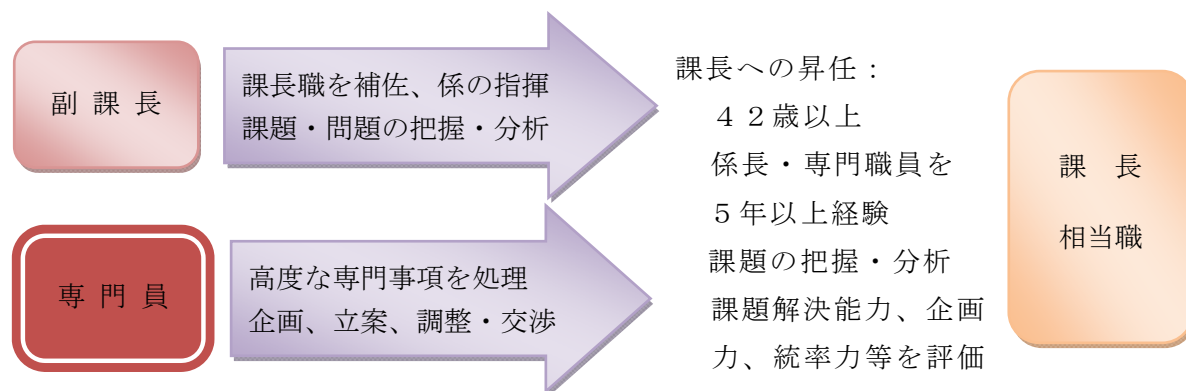 副課長
課長職を補佐、係の指揮
課題・問題の把握・分析
専門員
高度な専門事項を処理
企画、立案、調整・交渉
課長への昇任：
４２歳以上
係長・専門職員を
５年以上経験
課題の把握・分析
課題解決能力、企画
力、統率力等を評価
課　長
相当職